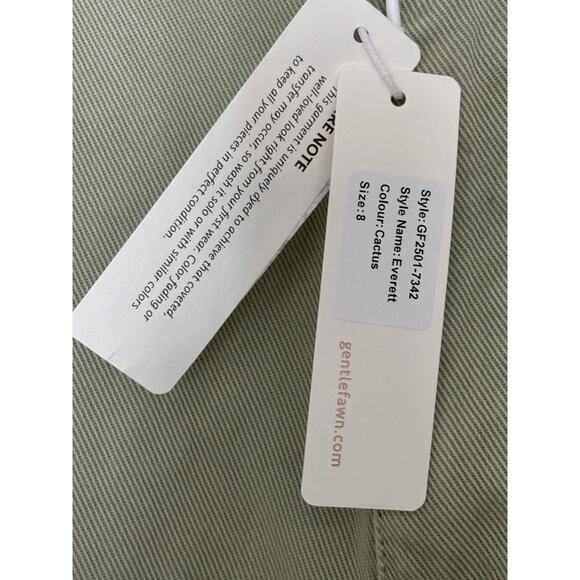 RE NOTE
This garment is uniquely dyed to achieve that coveted,
well-loved look right from your first wear. Color fading or
transfer may occur, so wash it solo or with similar colors
to keep all your pieces in perfect condition.
Style:GF2501-7342
Style Name:Everett
Colour:Cactus
Size:8
gentlefawn.com